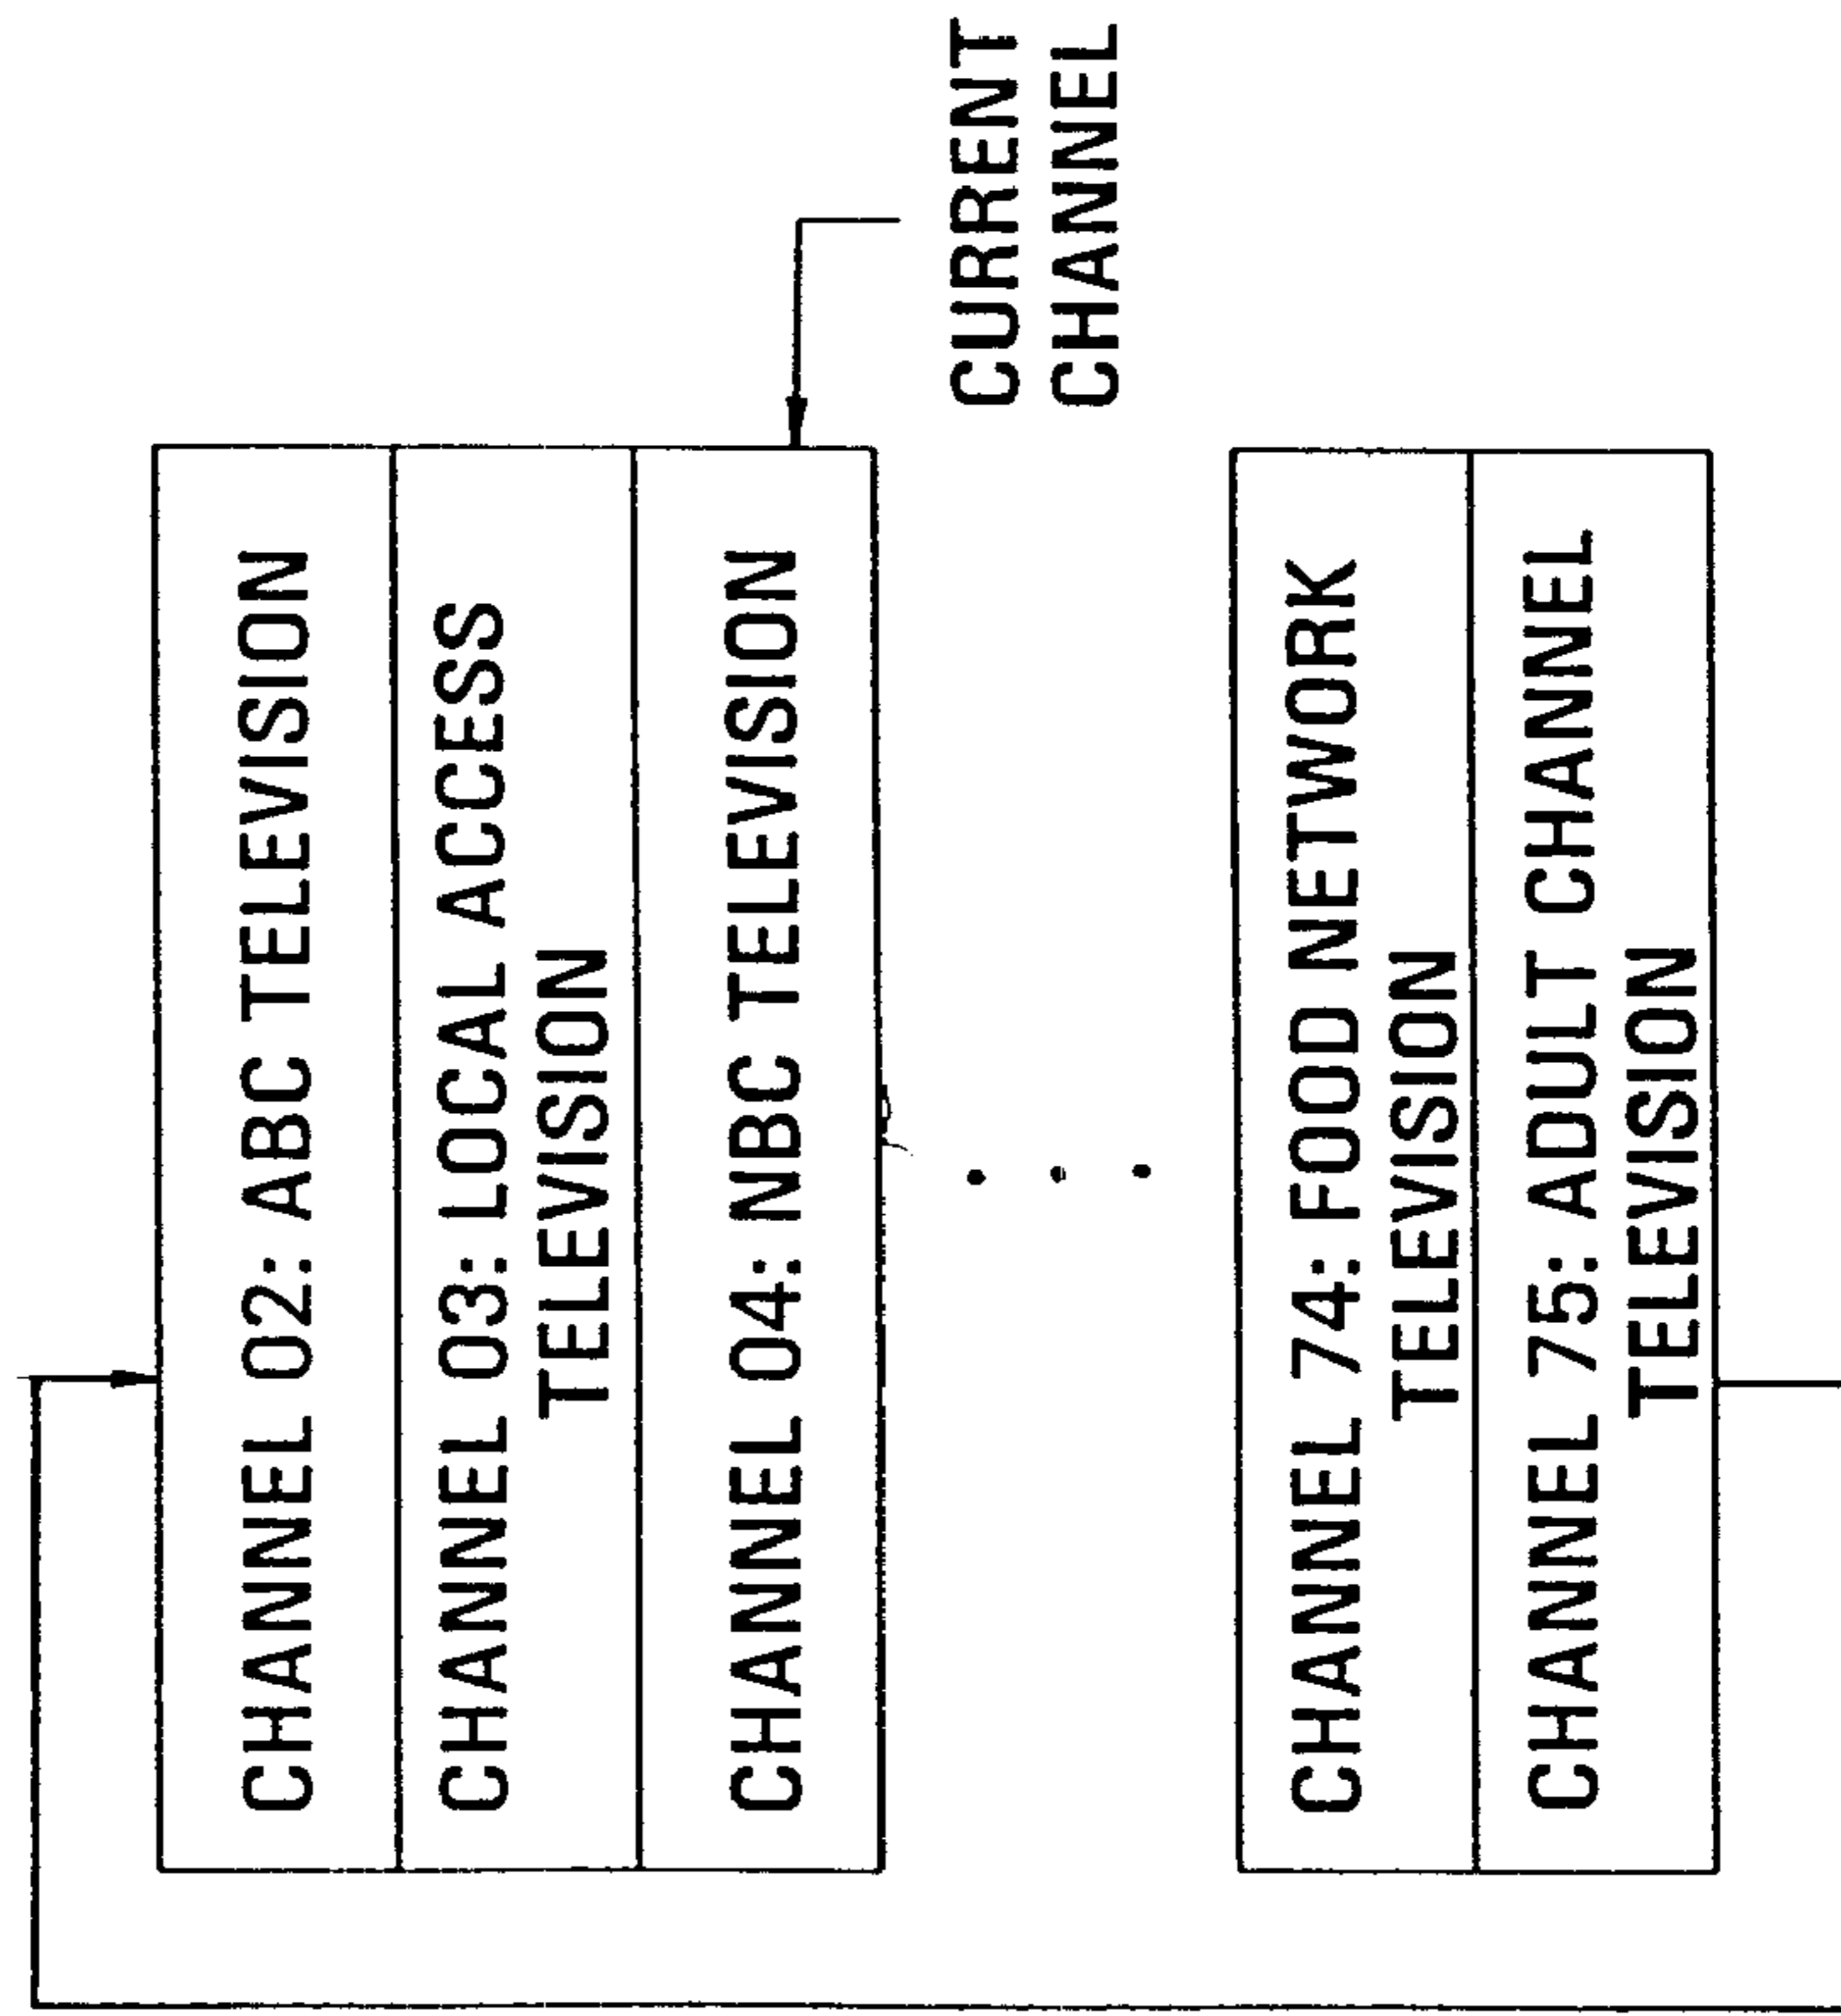 CHANNEL 02: ABC TELEVISION
CHANNEL 03: LOCAL ACCESS
TELEVISION
CHANNEL 04: NBC TELEVISION
CURRENT
CHANNEL
CHANNEL 74: FOOD NETWORK
TELEVISION
CHANNEL 75: ADULT CHANNEL
TELEVISION